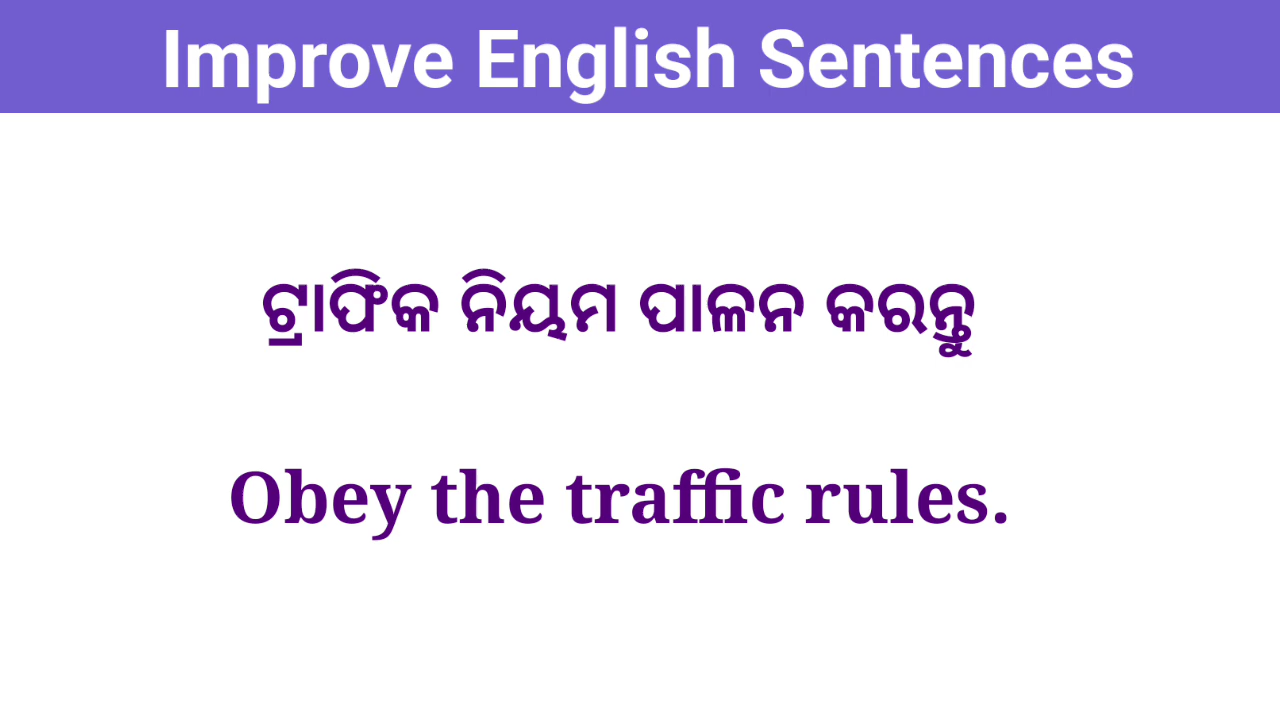 Improve English Sentences
ଟ୍ରାଫିକ ନିୟମ ପାଳନ କରନ୍ତୁ
Obey the traffic rules.